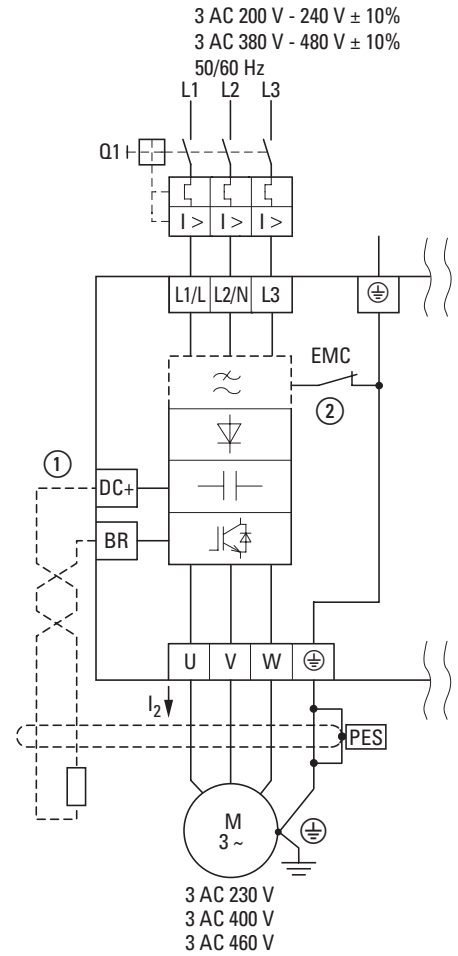 3 AC 200 V - 240 V ± 10%
3 AC 380 V - 480 V ± 10%
50/60 Hz
L1 L2 L3
Q1
I > I > I >
L1/L L2/N L3
EMC
2
1
DC+
BR
U V W
I2
PES
M
3 ~
3 AC 230 V
3 AC 400 V
3 AC 460 V